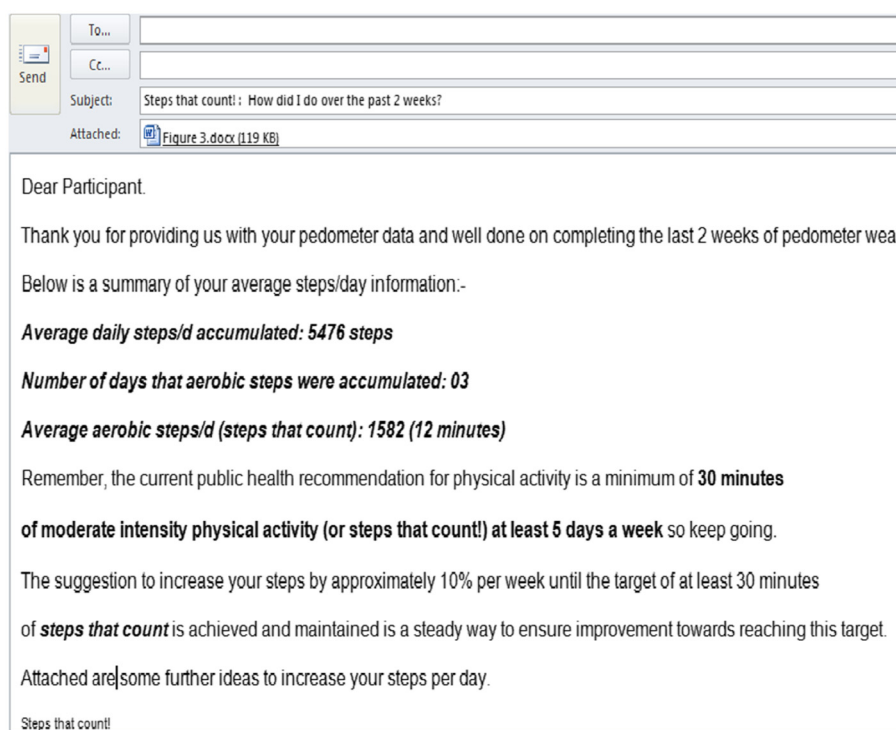 To...
Send
Cc...
Subject: Steps that count! : How did I do over the past 2 weeks?
Attached: Figure 3.docx (119 KB)
Dear Participant.
Thank you for providing us with your pedometer data and well done on completing the last 2 weeks of pedometer wea
Below is a summary of your average steps/day information:-
Average daily steps/d accumulated: 5476 steps
Number of days that aerobic steps were accumulated: 03
Average aerobic steps/d (steps that count): 1582 (12 minutes)
Remember, the current public health recommendation for physical activity is a minimum of 30 minutes
of moderate intensity physical activity (or steps that count!) at least 5 days a week so keep going.
The suggestion to increase your steps by approximately 10% per week until the target of at least 30 minutes
of steps that count is achieved and maintained is a steady way to ensure improvement towards reaching this target.
Attached are some further ideas to increase your steps per day.
Steps that count!